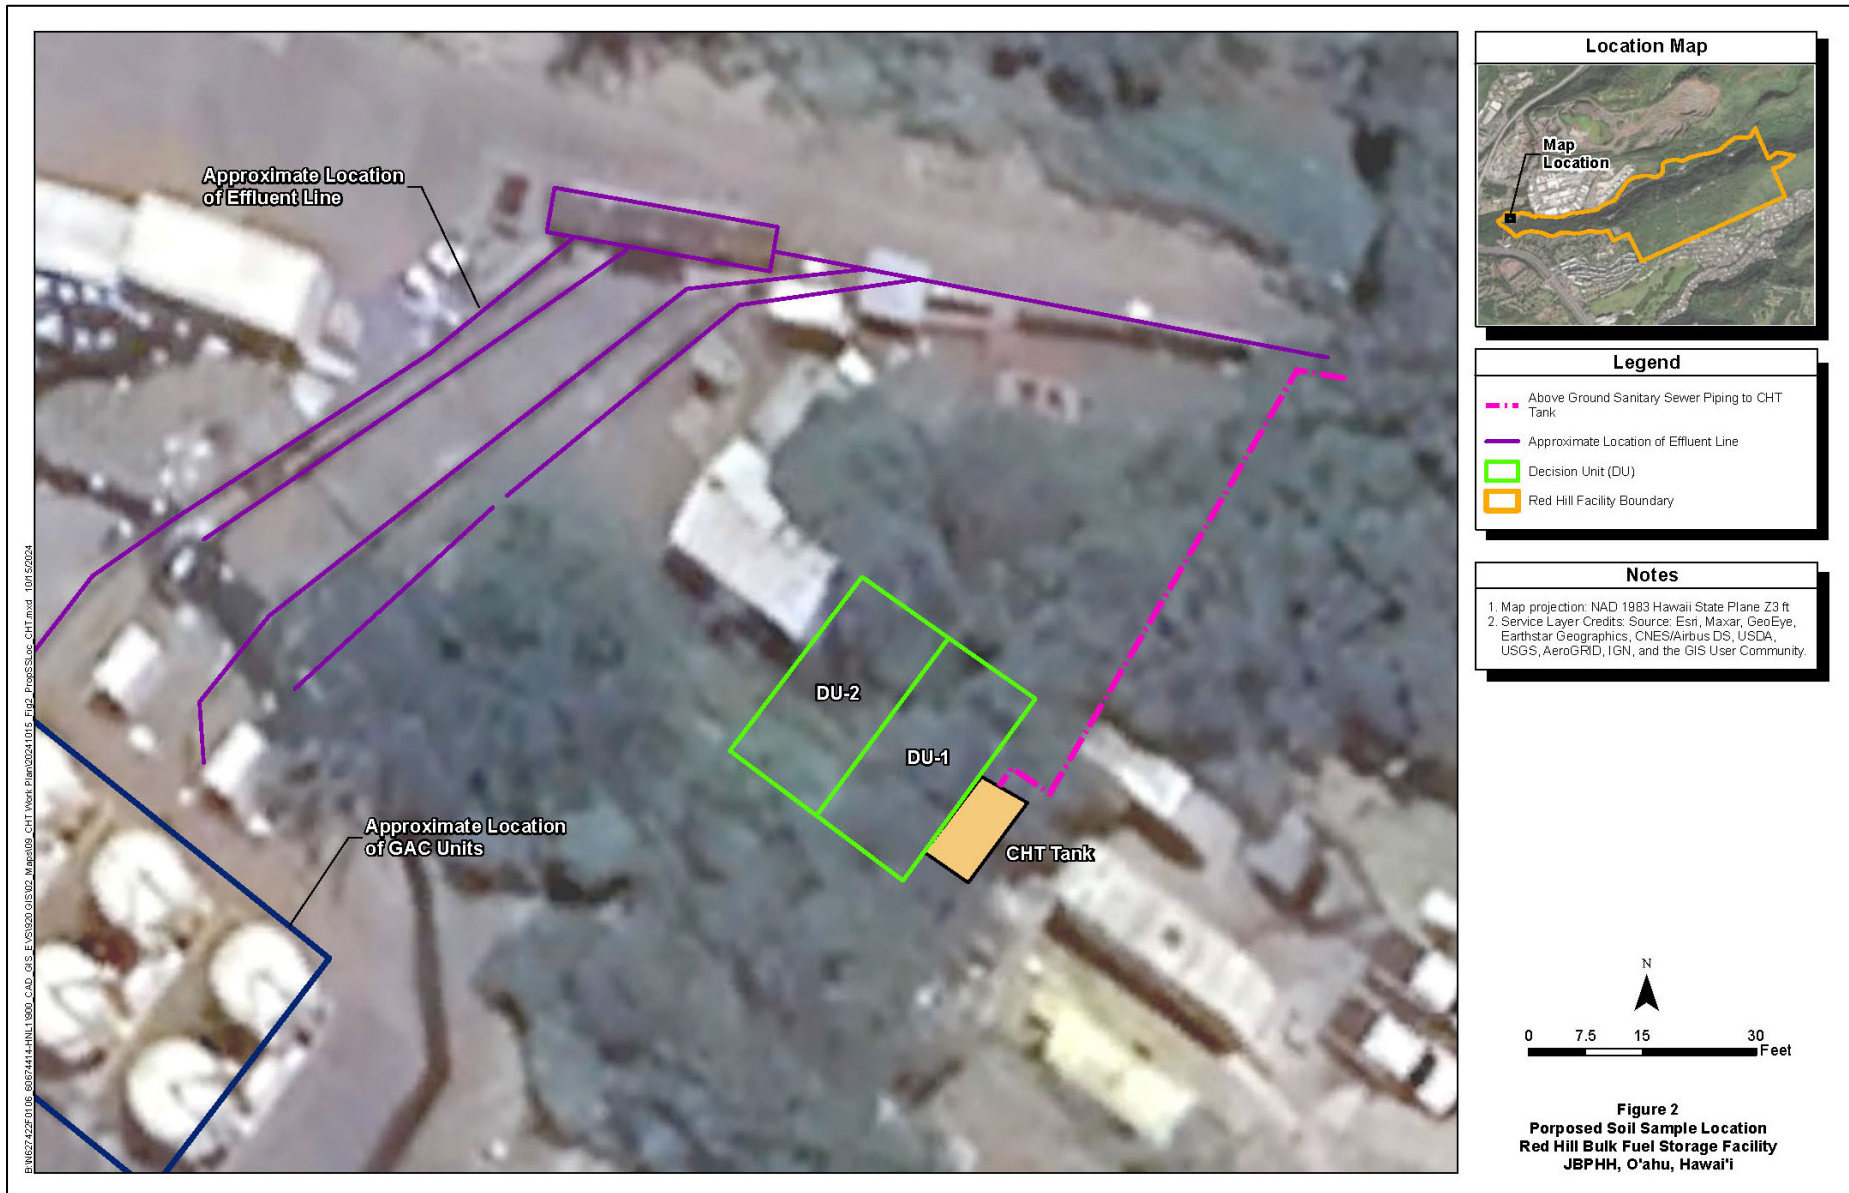 Approximate Location
of Effluent Line
DU-2
DU-1
CHT Tank
Approximate Location
of GAC Units
Location Map
Map
Location
Legend
Above Ground Sanitary Sewer Piping to CHT
Tank
Approximate Location of Effluent Line
Decision Unit (DU)
Red Hill Facility Boundary
Notes
1. Map projection: NAD 1983 Hawaii State Plane Z3 ft
2. Service Layer Credits: Source: Esri, Maxar, GeoEye,
Earthstar Geographics, CNES/Airbus DS, USDA,
USGS, AeroGRID, IGN, and the GIS User Community.
N
0 7.5 15 30
Feet
Figure 2
Porposed Soil Sample Location
Red Hill Bulk Fuel Storage Facility
JBPHH, O'ahu, Hawai'i